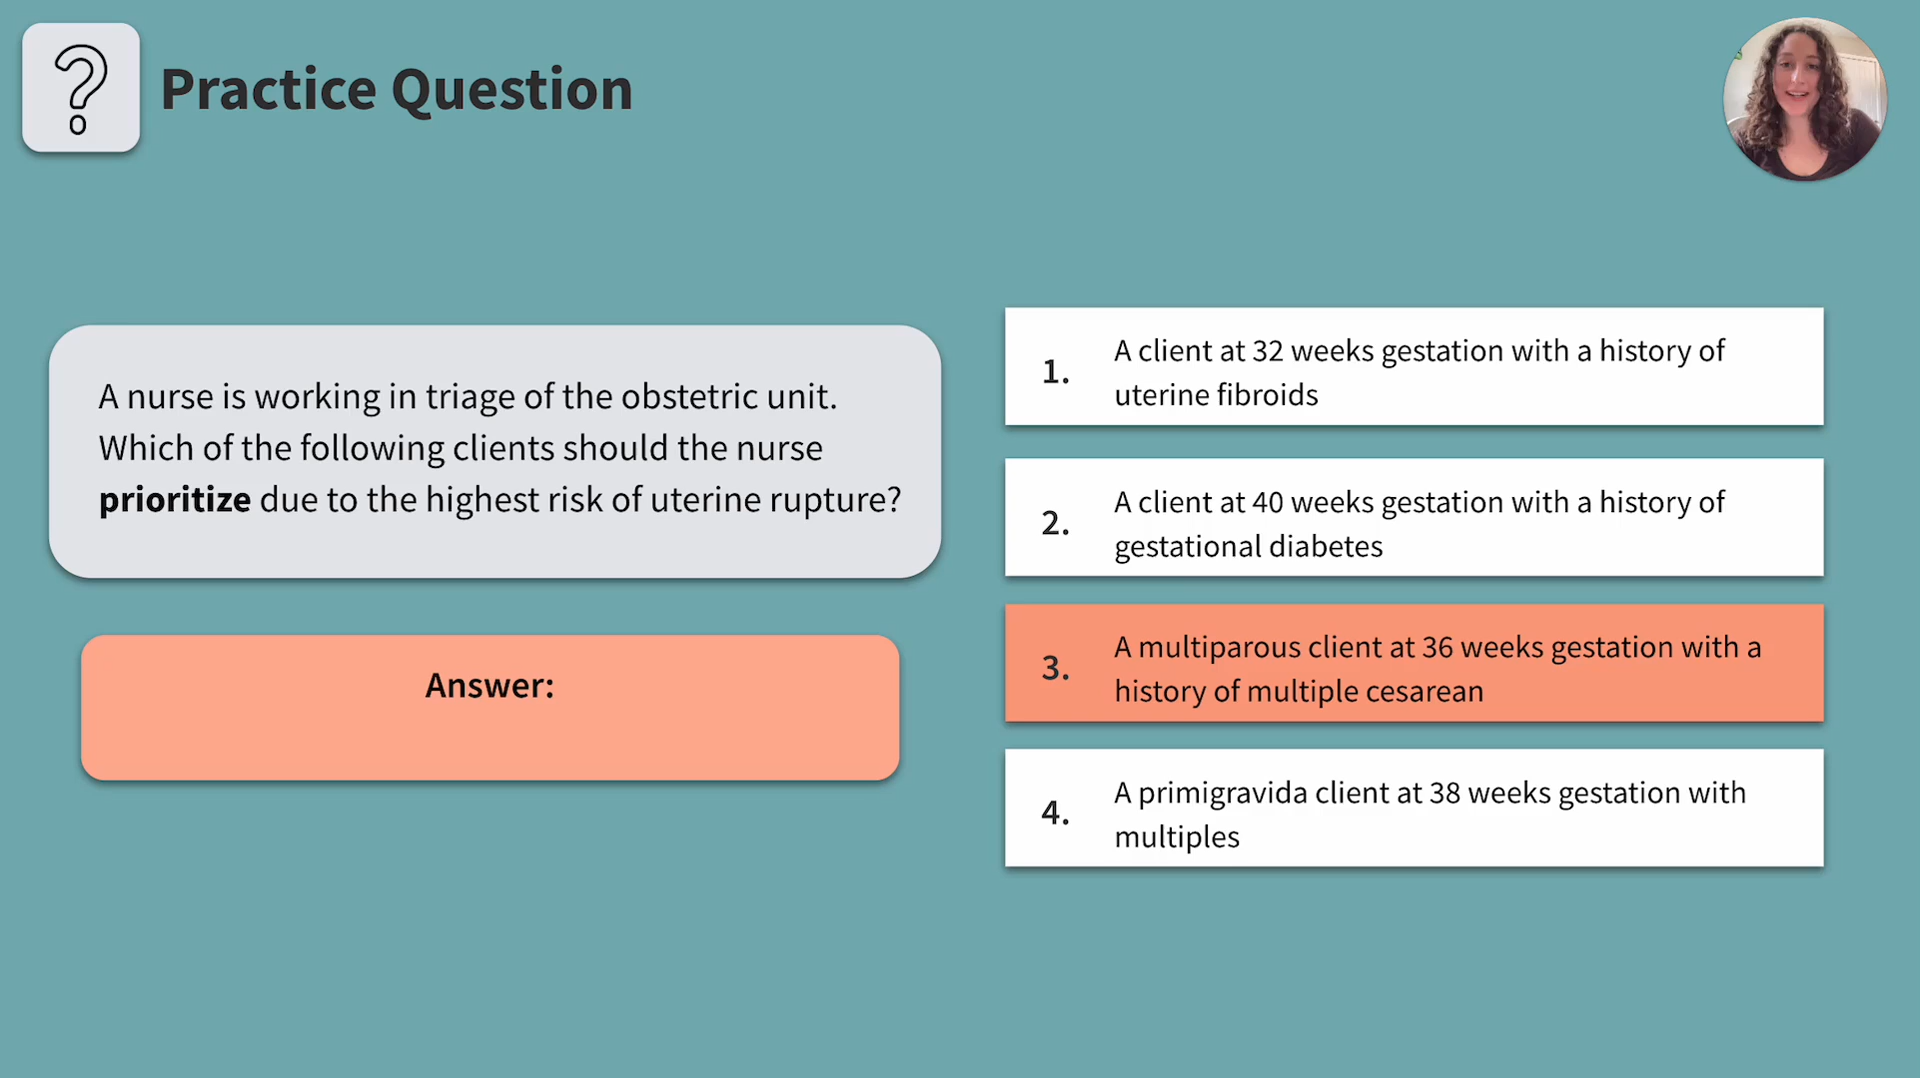 Practice Question
A nurse is working in triage of the obstetric unit.
Which of the following clients should the nurse
prioritize due to the highest risk of uterine rupture?
Answer:
1.
A client at 32 weeks gestation with a history of
uterine fibroids
2.
A client at 40 weeks gestation with a history of
gestational diabetes
3.
A multiparous client at 36 weeks gestation with a
history of multiple cesarean
4.
A primigravida client at 38 weeks gestation with
multiples